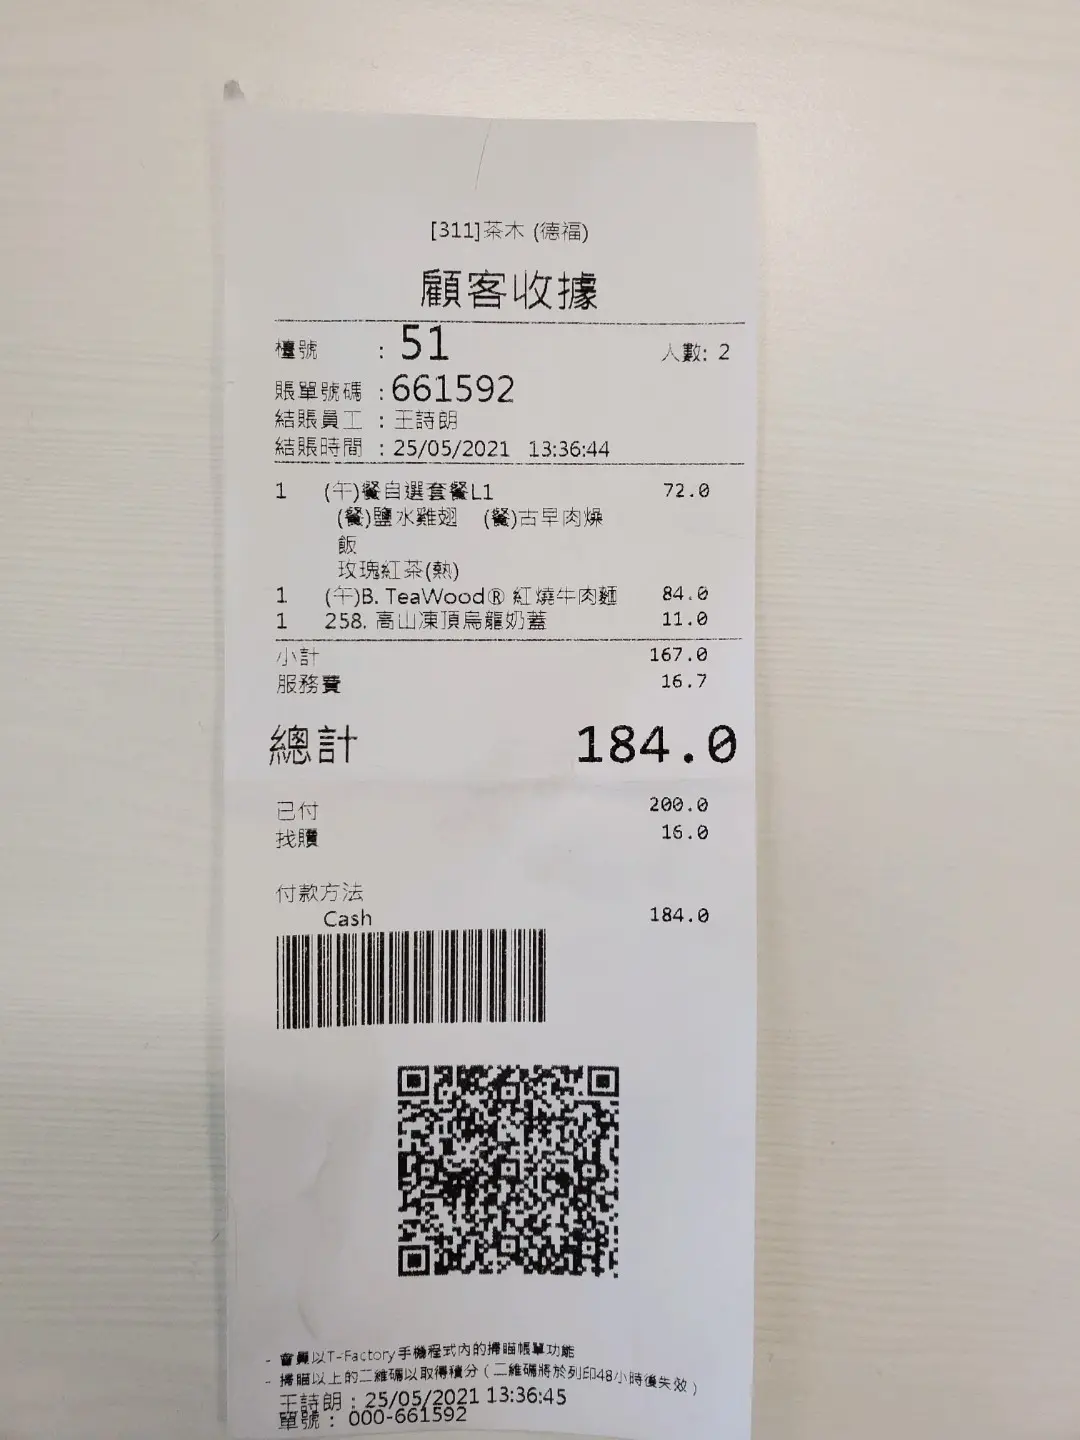 [311]茶木 (德福)
顧客收據
檯號 : 51 人數: 2
賬單號碼 : 661592
結賬員工 : 王詩朗
結賬時間 : 25/05/2021 13:36:44
1 (午)餐自選套餐L1 72.0
(餐)鹽水雞翅 (餐)古早肉燥
飯
玫瑰紅茶(熱)
1 (午)B. TeaWood® 紅燒牛肉麵 84.0
1 258. 高山凍頂烏龍奶蓋 11.0
小計 167.0
服務費 16.7
總計 184.0
已付 200.0
找贖 16.0
付款方法
Cash 184.0
- 會員以T-Factory手機程式內的掃瞄帳單功能
- 掃瞄以上的二維碼以取得積分 (二維碼將於列印48小時後失效)
王詩朗 : 25/05/2021 13:36:45
單號 : 000-661592